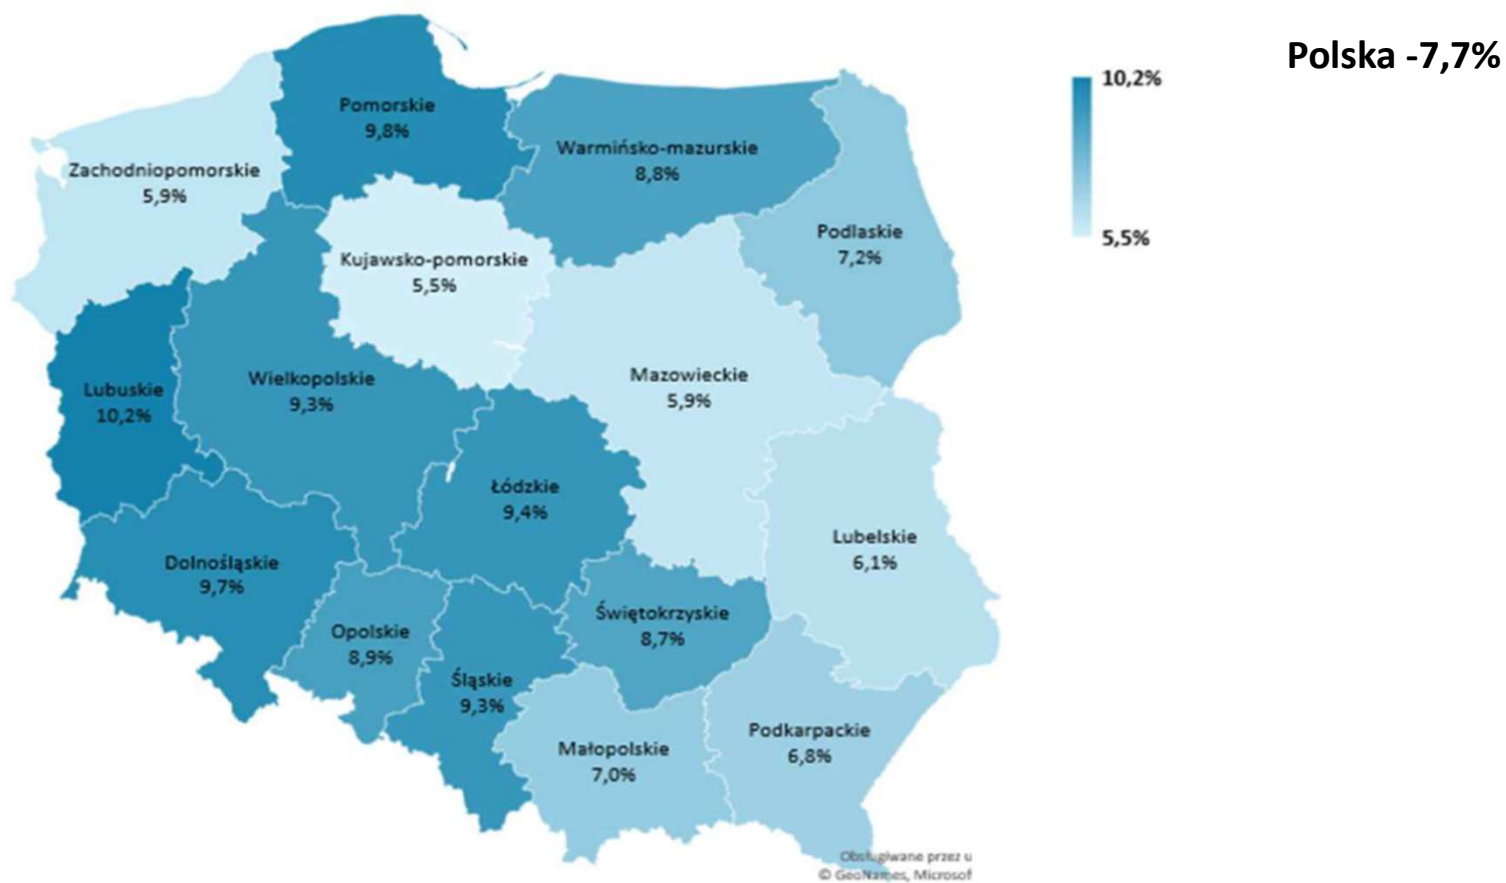 Polska -7,7%
10,2%
5,5%
Pomorskie
9,8%
Warmińsko-mazurskie
8,8%
Zachodniopomorskie
5,9%
Podlaskie
7,2%
Kujawsko-pomorskie
5,5%
Mazowieckie
5,9%
Wielkopolskie
9,3%
Lubuskie
10,2%
Łódzkie
9,4%
Lubelskie
6,1%
Dolnośląskie
9,7%
Świętokrzyskie
8,7%
Opolskie
8,9%
Śląskie
9,3%
Podkarpackie
6,8%
Małopolskie
7,0%
Obsługiwane przez u
© GeoNames, Microsof